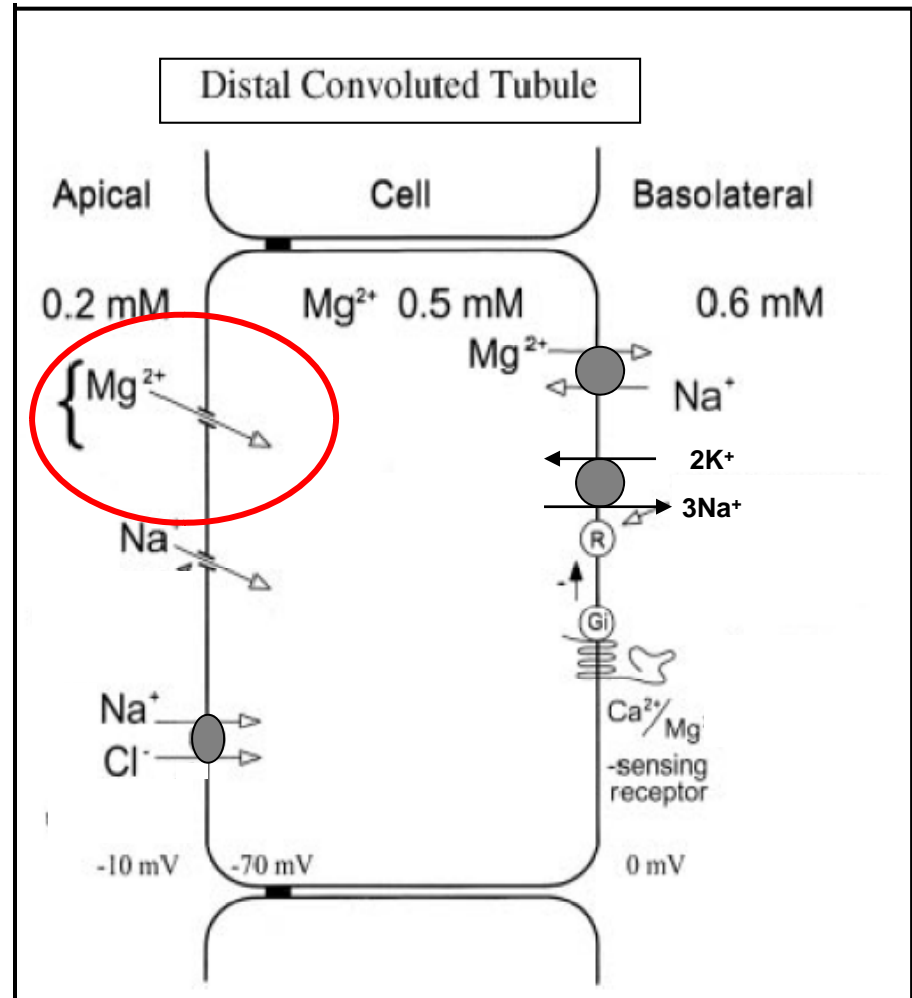 Distal Convoluted Tubule
Apical Cell Basolateral
0.2 mM Mg²⁺ 0.5 mM 0.6 mM
{Mg²⁺
Mg²⁺
Na⁺
2K⁺
3Na⁺
Na⁺
R
Gi
Na⁺
Cl⁻
Ca²⁺/Mg
-sensing
receptor
-10 mV -70 mV 0 mV